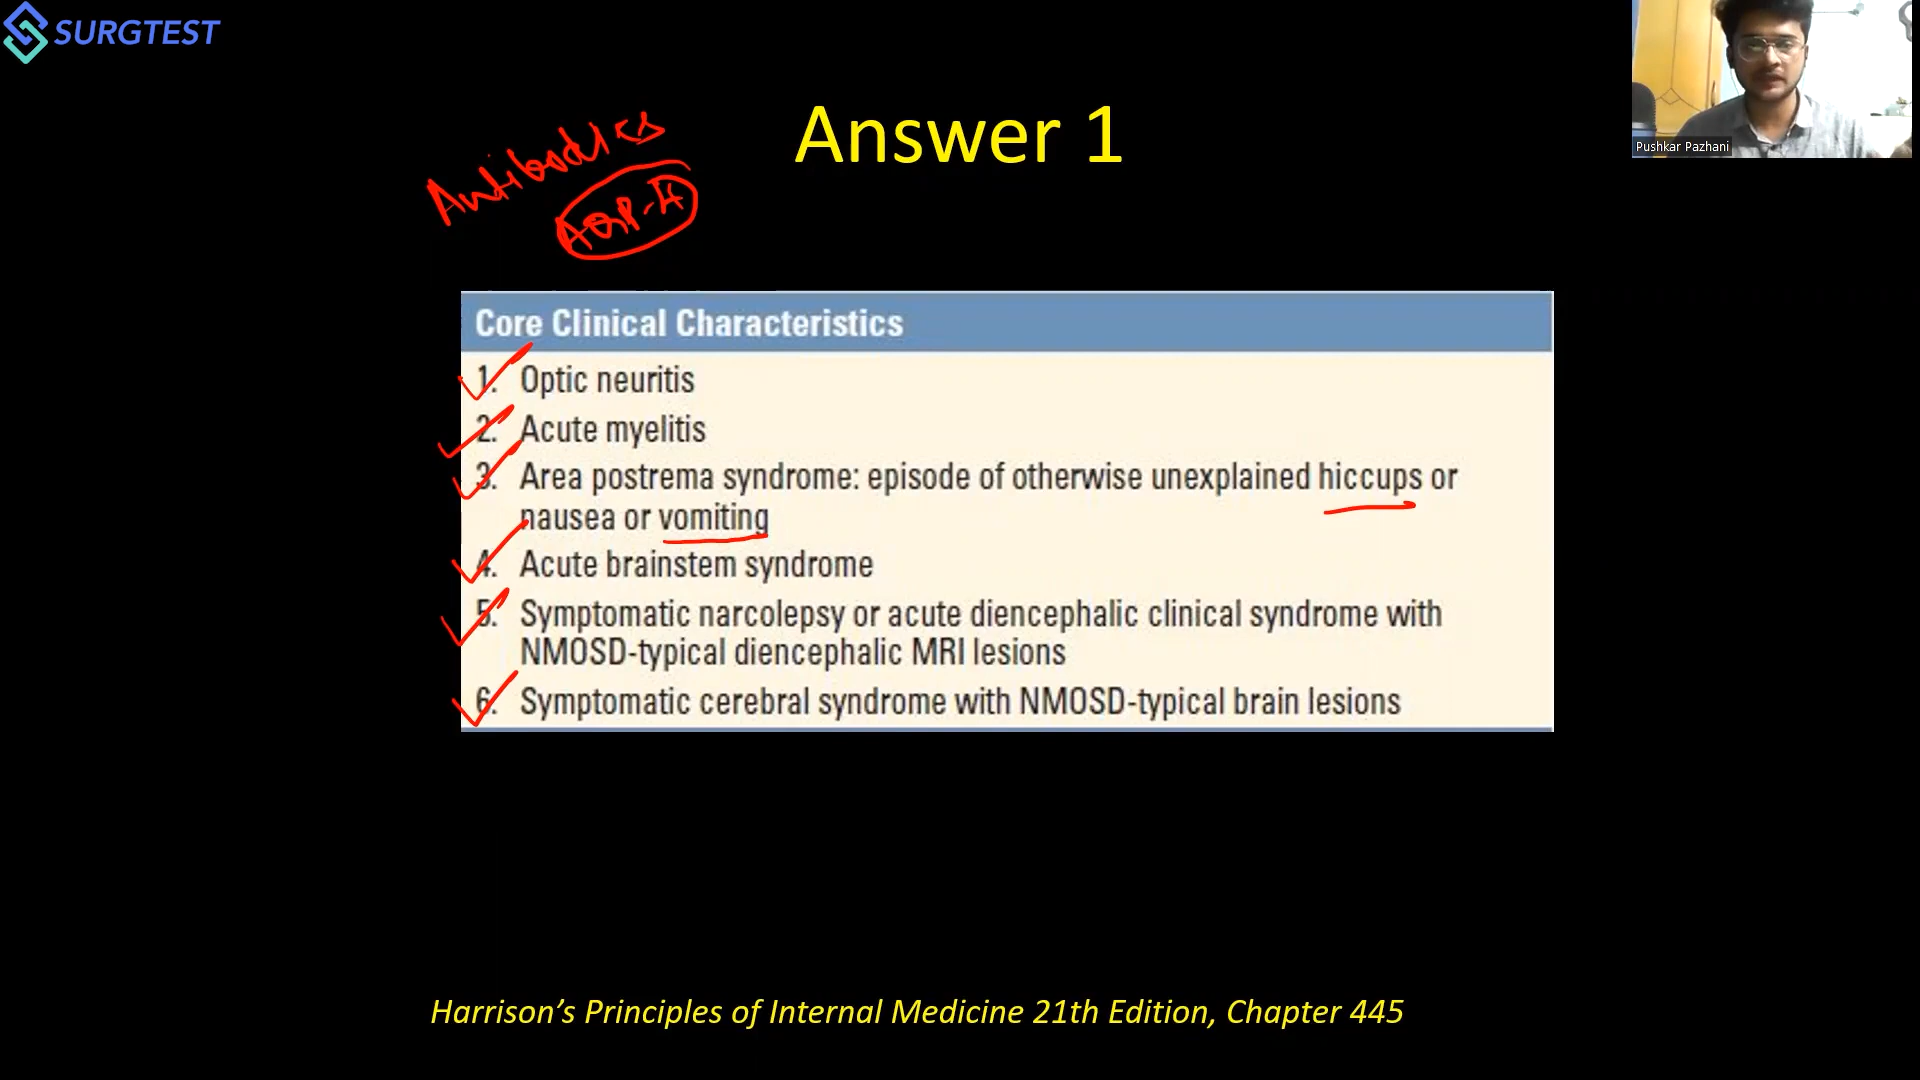 SURGTEST
Pushkar Pazhani
Answer 1
Antibodies
AQP-4
Core Clinical Characteristics
1. Optic neuritis
2. Acute myelitis
3. Area postrema syndrome: episode of otherwise unexplained hiccups or
nausea or vomiting
4. Acute brainstem syndrome
5. Symptomatic narcolepsy or acute diencephalic clinical syndrome with
NMOSD-typical diencephalic MRI lesions
6. Symptomatic cerebral syndrome with NMOSD-typical brain lesions
Harrison's Principles of Internal Medicine 21th Edition, Chapter 445